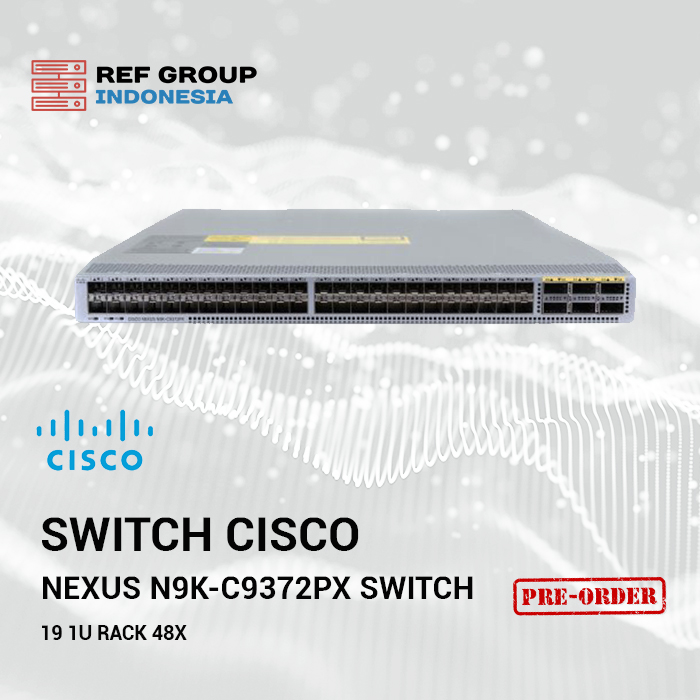 REF GROUP
INDONESIA
CISCO
SWITCH CISCO
NEXUS N9K-C9372PX SWITCH
PRE-ORDER
19 1U RACK 48X